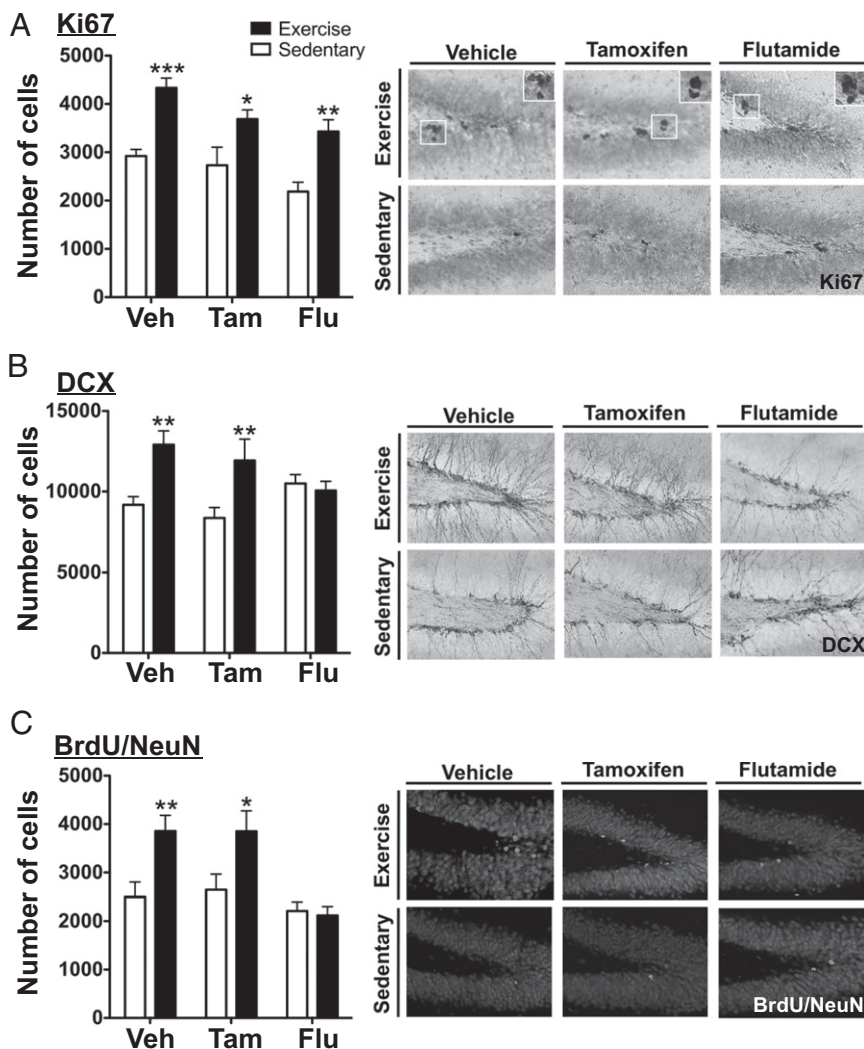 A Ki67
5000
4000
3000
2000
1000
0
Number of cells
Exercise
Sedentary
***
*
**
Veh Tam Flu
Vehicle Tamoxifen Flutamide
Exercise
Sedentary
Ki67
B DCX
15000
10000
5000
0
Number of cells
**
**
Veh Tam Flu
Vehicle Tamoxifen Flutamide
Exercise
Sedentary
DCX
C BrdU/NeuN
5000
4000
3000
2000
1000
0
Number of cells
**
*
Veh Tam Flu
Vehicle Tamoxifen Flutamide
Exercise
Sedentary
BrdU/NeuN